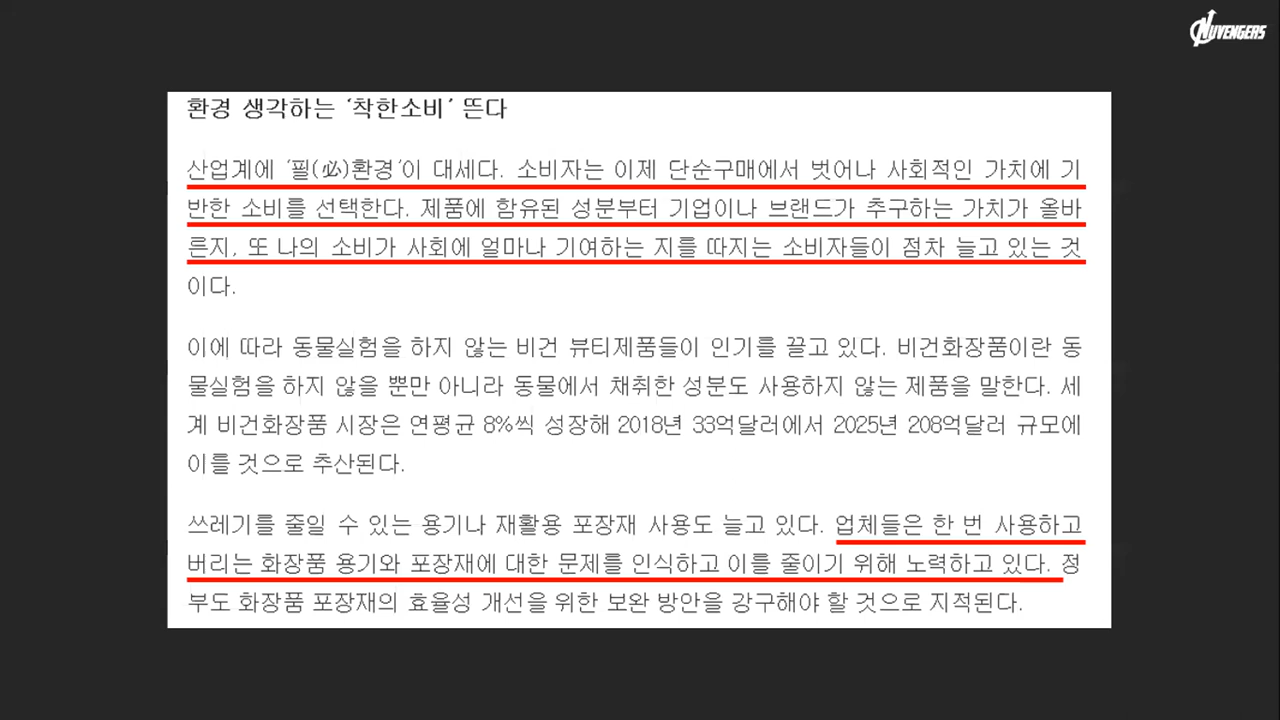 NUVENGERS
환경 생각하는 '착한소비' 뜬다
산업계에 '필(必)환경'이 대세다. 소비자는 이제 단순구매에서 벗어나 사회적인 가치에 기
반한 소비를 선택한다. 제품에 함유된 성분부터 기업이나 브랜드가 추구하는 가치가 올바
른지, 또 나의 소비가 사회에 얼마나 기여하는 지를 따지는 소비자들이 점차 늘고 있는 것
이다.
이에 따라 동물실험을 하지 않는 비건 뷰티제품들이 인기를 끌고 있다. 비건화장품이란 동
물실험을 하지 않을 뿐만 아니라 동물에서 채취한 성분도 사용하지 않는 제품을 말한다. 세
계 비건화장품 시장은 연평균 8%씩 성장해 2018년 33억달러에서 2025년 208억달러 규모에
이를 것으로 추산된다.
쓰레기를 줄일 수 있는 용기나 재활용 포장재 사용도 늘고 있다. 업체들은 한 번 사용하고
버리는 화장품 용기와 포장재에 대한 문제를 인식하고 이를 줄이기 위해 노력하고 있다. 정
부도 화장품 포장재의 효율성 개선을 위한 보완 방안을 강구해야 할 것으로 지적된다.